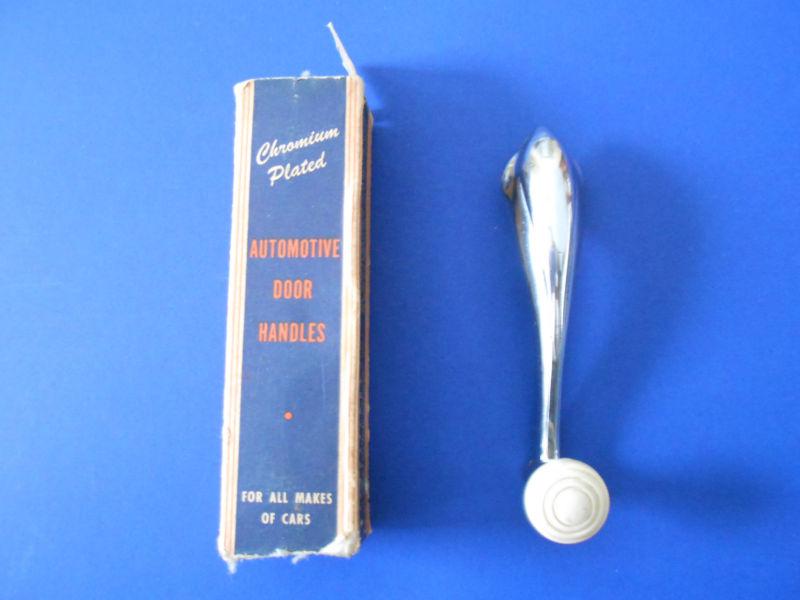 Chromium
Plated
AUTOMOTIVE
DOOR
HANDLES
FOR ALL MAKES
OF CARS